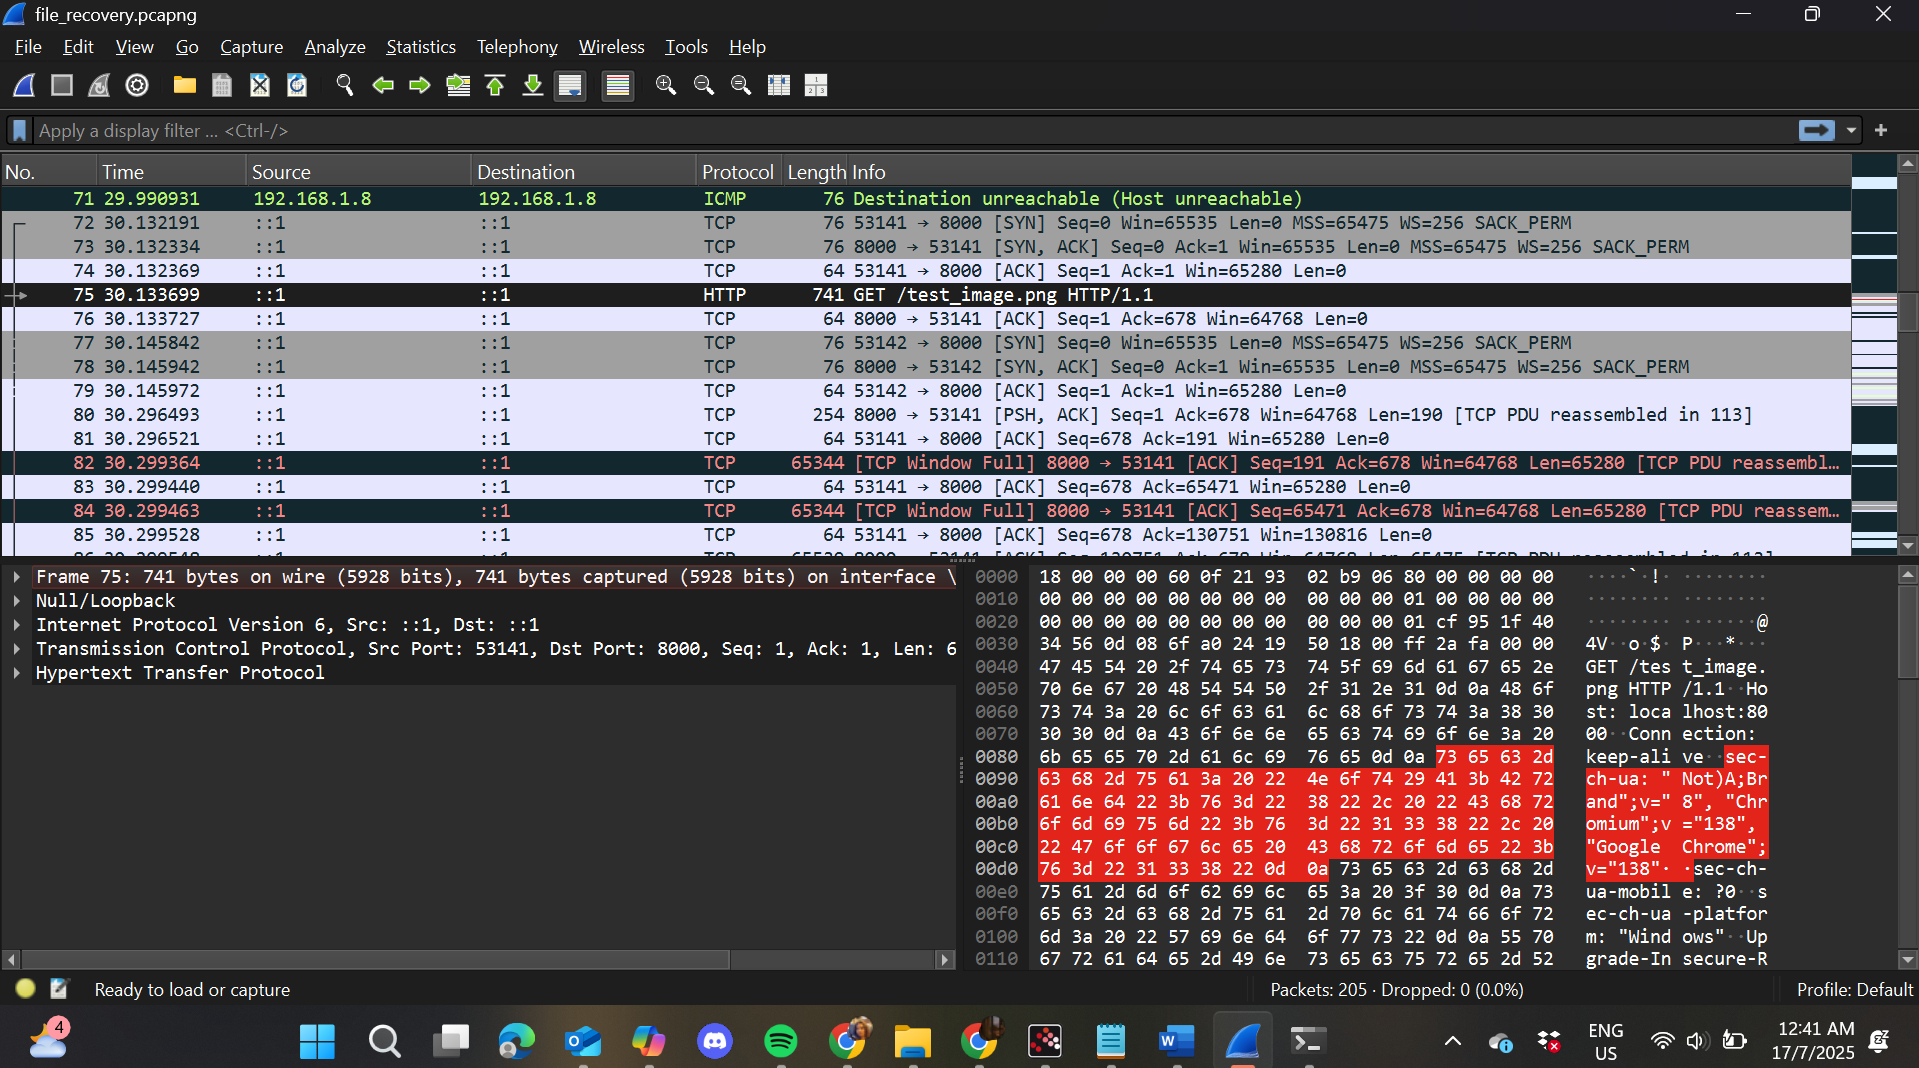 file_recovery.pcapng
File Edit View Go Capture Analyze Statistics Telephony Wireless Tools Help
Apply a display filter ... <Ctrl-/>
No. Time Source Destination Protocol Length Info
71 29.990931 192.168.1.8 192.168.1.8 ICMP 76 Destination unreachable (Host unreachable)
72 30.132191 ::1 ::1 TCP 76 53141 → 8000 [SYN] Seq=0 Win=65535 Len=0 MSS=65475 WS=256 SACK_PERM
73 30.132334 ::1 ::1 TCP 76 8000 → 53141 [SYN, ACK] Seq=0 Ack=1 Win=65535 Len=0 MSS=65475 WS=256 SACK_PERM
74 30.132369 ::1 ::1 TCP 64 53141 → 8000 [ACK] Seq=1 Ack=1 Win=65280 Len=0
75 30.133699 ::1 ::1 HTTP 741 GET /test_image.png HTTP/1.1
76 30.133727 ::1 ::1 TCP 64 8000 → 53141 [ACK] Seq=1 Ack=678 Win=64768 Len=0
77 30.145842 ::1 ::1 TCP 76 53142 → 8000 [SYN] Seq=0 Win=65535 Len=0 MSS=65475 WS=256 SACK_PERM
78 30.145942 ::1 ::1 TCP 76 8000 → 53142 [SYN, ACK] Seq=0 Ack=1 Win=65535 Len=0 MSS=65475 WS=256 SACK_PERM
79 30.145972 ::1 ::1 TCP 64 53142 → 8000 [ACK] Seq=1 Ack=1 Win=65280 Len=0
80 30.296493 ::1 ::1 TCP 254 8000 → 53141 [PSH, ACK] Seq=1 Ack=678 Win=64768 Len=190 [TCP PDU reassembled in 113]
81 30.296521 ::1 ::1 TCP 64 53141 → 8000 [ACK] Seq=678 Ack=191 Win=65280 Len=0
82 30.299364 ::1 ::1 TCP 65344 [TCP Window Full] 8000 → 53141 [ACK] Seq=191 Ack=678 Win=64768 Len=65280 [TCP PDU reassembl…
83 30.299440 ::1 ::1 TCP 64 53141 → 8000 [ACK] Seq=678 Ack=65471 Win=65280 Len=0
84 30.299463 ::1 ::1 TCP 65344 [TCP Window Full] 8000 → 53141 [ACK] Seq=65471 Ack=678 Win=64768 Len=65280 [TCP PDU reassem…
85 30.299528 ::1 ::1 TCP 64 53141 → 8000 [ACK] Seq=678 Ack=130751 Win=130816 Len=0
Frame 75: 741 bytes on wire (5928 bits), 741 bytes captured (5928 bits) on interface \
Null/Loopback
Internet Protocol Version 6, Src: ::1, Dst: ::1
Transmission Control Protocol, Src Port: 53141, Dst Port: 8000, Seq: 1, Ack: 1, Len: 6
Hypertext Transfer Protocol
0000 18 00 00 00 60 0f 21 93 02 b9 06 80 00 00 00 00 ····`·!· ········
0010 00 00 00 00 00 00 00 00 00 00 00 01 00 00 00 00 ········ ········
0020 00 00 00 00 00 00 00 00 00 00 00 01 cf 95 1f 40 ········ ·······@
0030 34 56 0d 08 6f a0 24 19 50 18 00 ff 2a fa 00 00 4V··o·$· P···*···
0040 47 45 54 20 2f 74 65 73 74 5f 69 6d 61 67 65 2e GET /tes t_image.
0050 70 6e 67 20 48 54 54 50 2f 31 2e 31 0d 0a 48 6f png HTTP /1.1··Ho
0060 73 74 3a 20 6c 6f 63 61 6c 68 6f 73 74 3a 38 30 st: loca lhost:80
0070 30 30 0d 0a 43 6f 6e 6e 65 63 74 69 6f 6e 3a 20 00··Conn ection:
0080 6b 65 65 70 2d 61 6c 69 76 65 0d 0a 73 65 63 2d keep-ali ve··sec-
0090 63 68 2d 75 61 3a 20 22 4e 6f 74 29 41 3b 42 72 ch-ua: " Not)A;Br
00a0 61 6e 64 22 3b 76 3d 22 38 22 2c 20 22 43 68 72 and";v=" 8", "Chr
00b0 6f 6d 69 75 6d 22 3b 76 3d 22 31 33 38 22 2c 20 omium";v ="138",
00c0 22 47 6f 6f 67 6c 65 20 43 68 72 6f 6d 65 22 3b "Google Chrome";
00d0 76 3d 22 31 33 38 22 0d 0a 73 65 63 2d 63 68 2d v="138"· ·sec-ch-
00e0 75 61 2d 6d 6f 62 69 6c 65 3a 20 3f 30 0d 0a 73 ua-mobil e: ?0··s
00f0 65 63 2d 63 68 2d 75 61 2d 70 6c 61 74 66 6f 72 ec-ch-ua -platfor
0100 6d 3a 20 22 57 69 6e 64 6f 77 73 22 0d 0a 55 70 m: "Wind ows"··Up
0110 67 72 61 64 65 2d 49 6e 73 65 63 75 72 65 2d 52 grade-In secure-R
Ready to load or capture Packets: 205 · Dropped: 0 (0.0%) Profile: Default
4
ENG
US
12:41 AM
17/7/2025